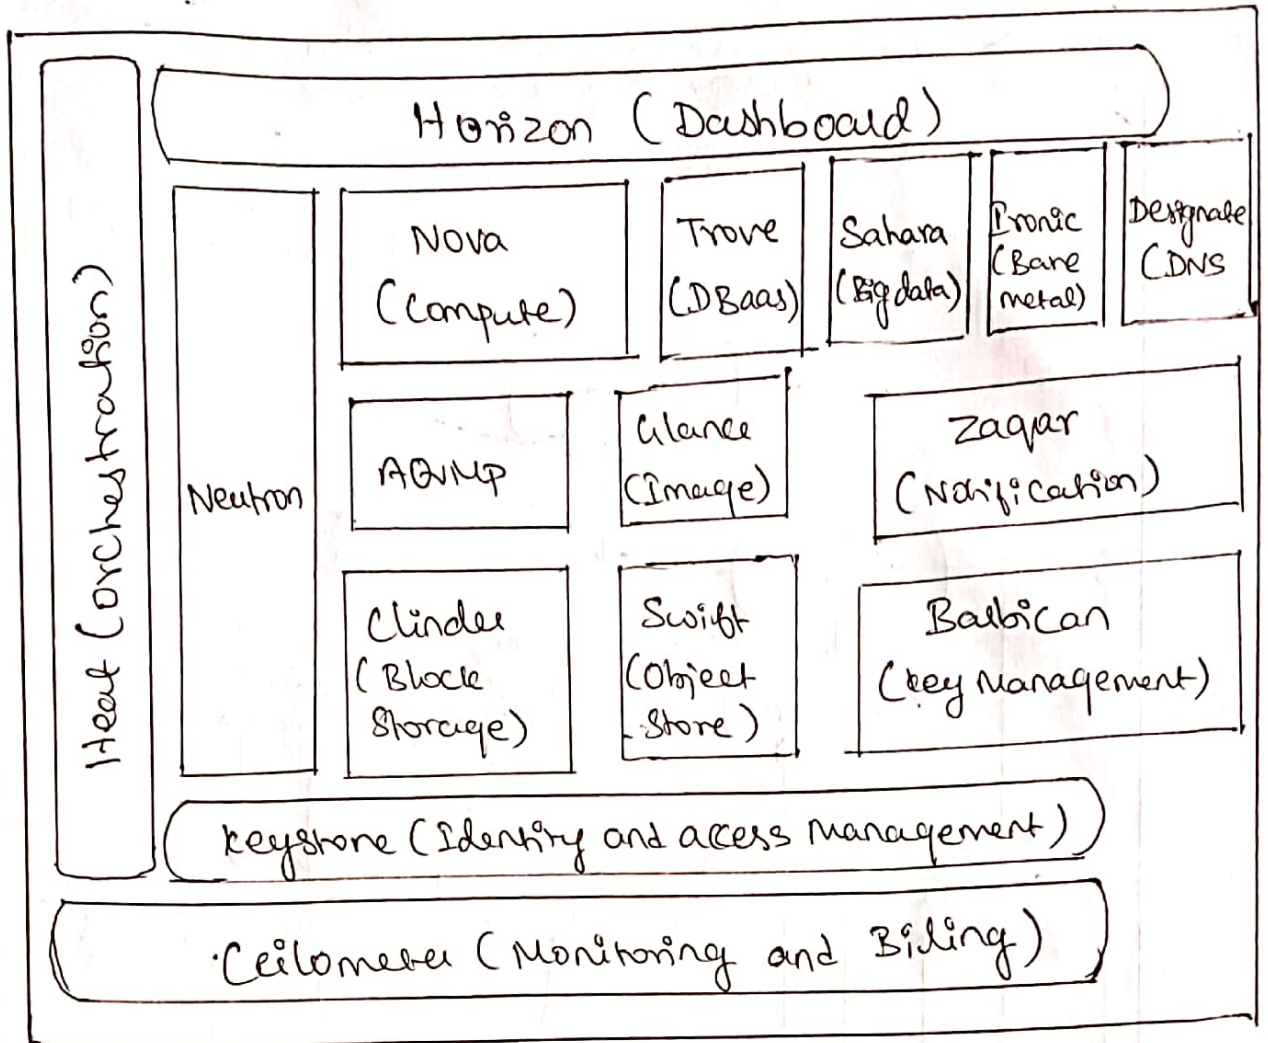 Horizon (Dashboard)
Heat (orchestration)
Neutron
Nova
(Compute)
Trove
(DBaas)
Sahara
(Big data)
Ironic
(Bare
metal)
Designate
(DNS
AQMP
Glance
(Image)
Zaqar
(Notification)
Clinder
(Block
Storage)
Swift
(Object
Store)
Barbican
(key Management)
keystone (Identity and access Management)
Ceilometer (Monitoring and Billing)